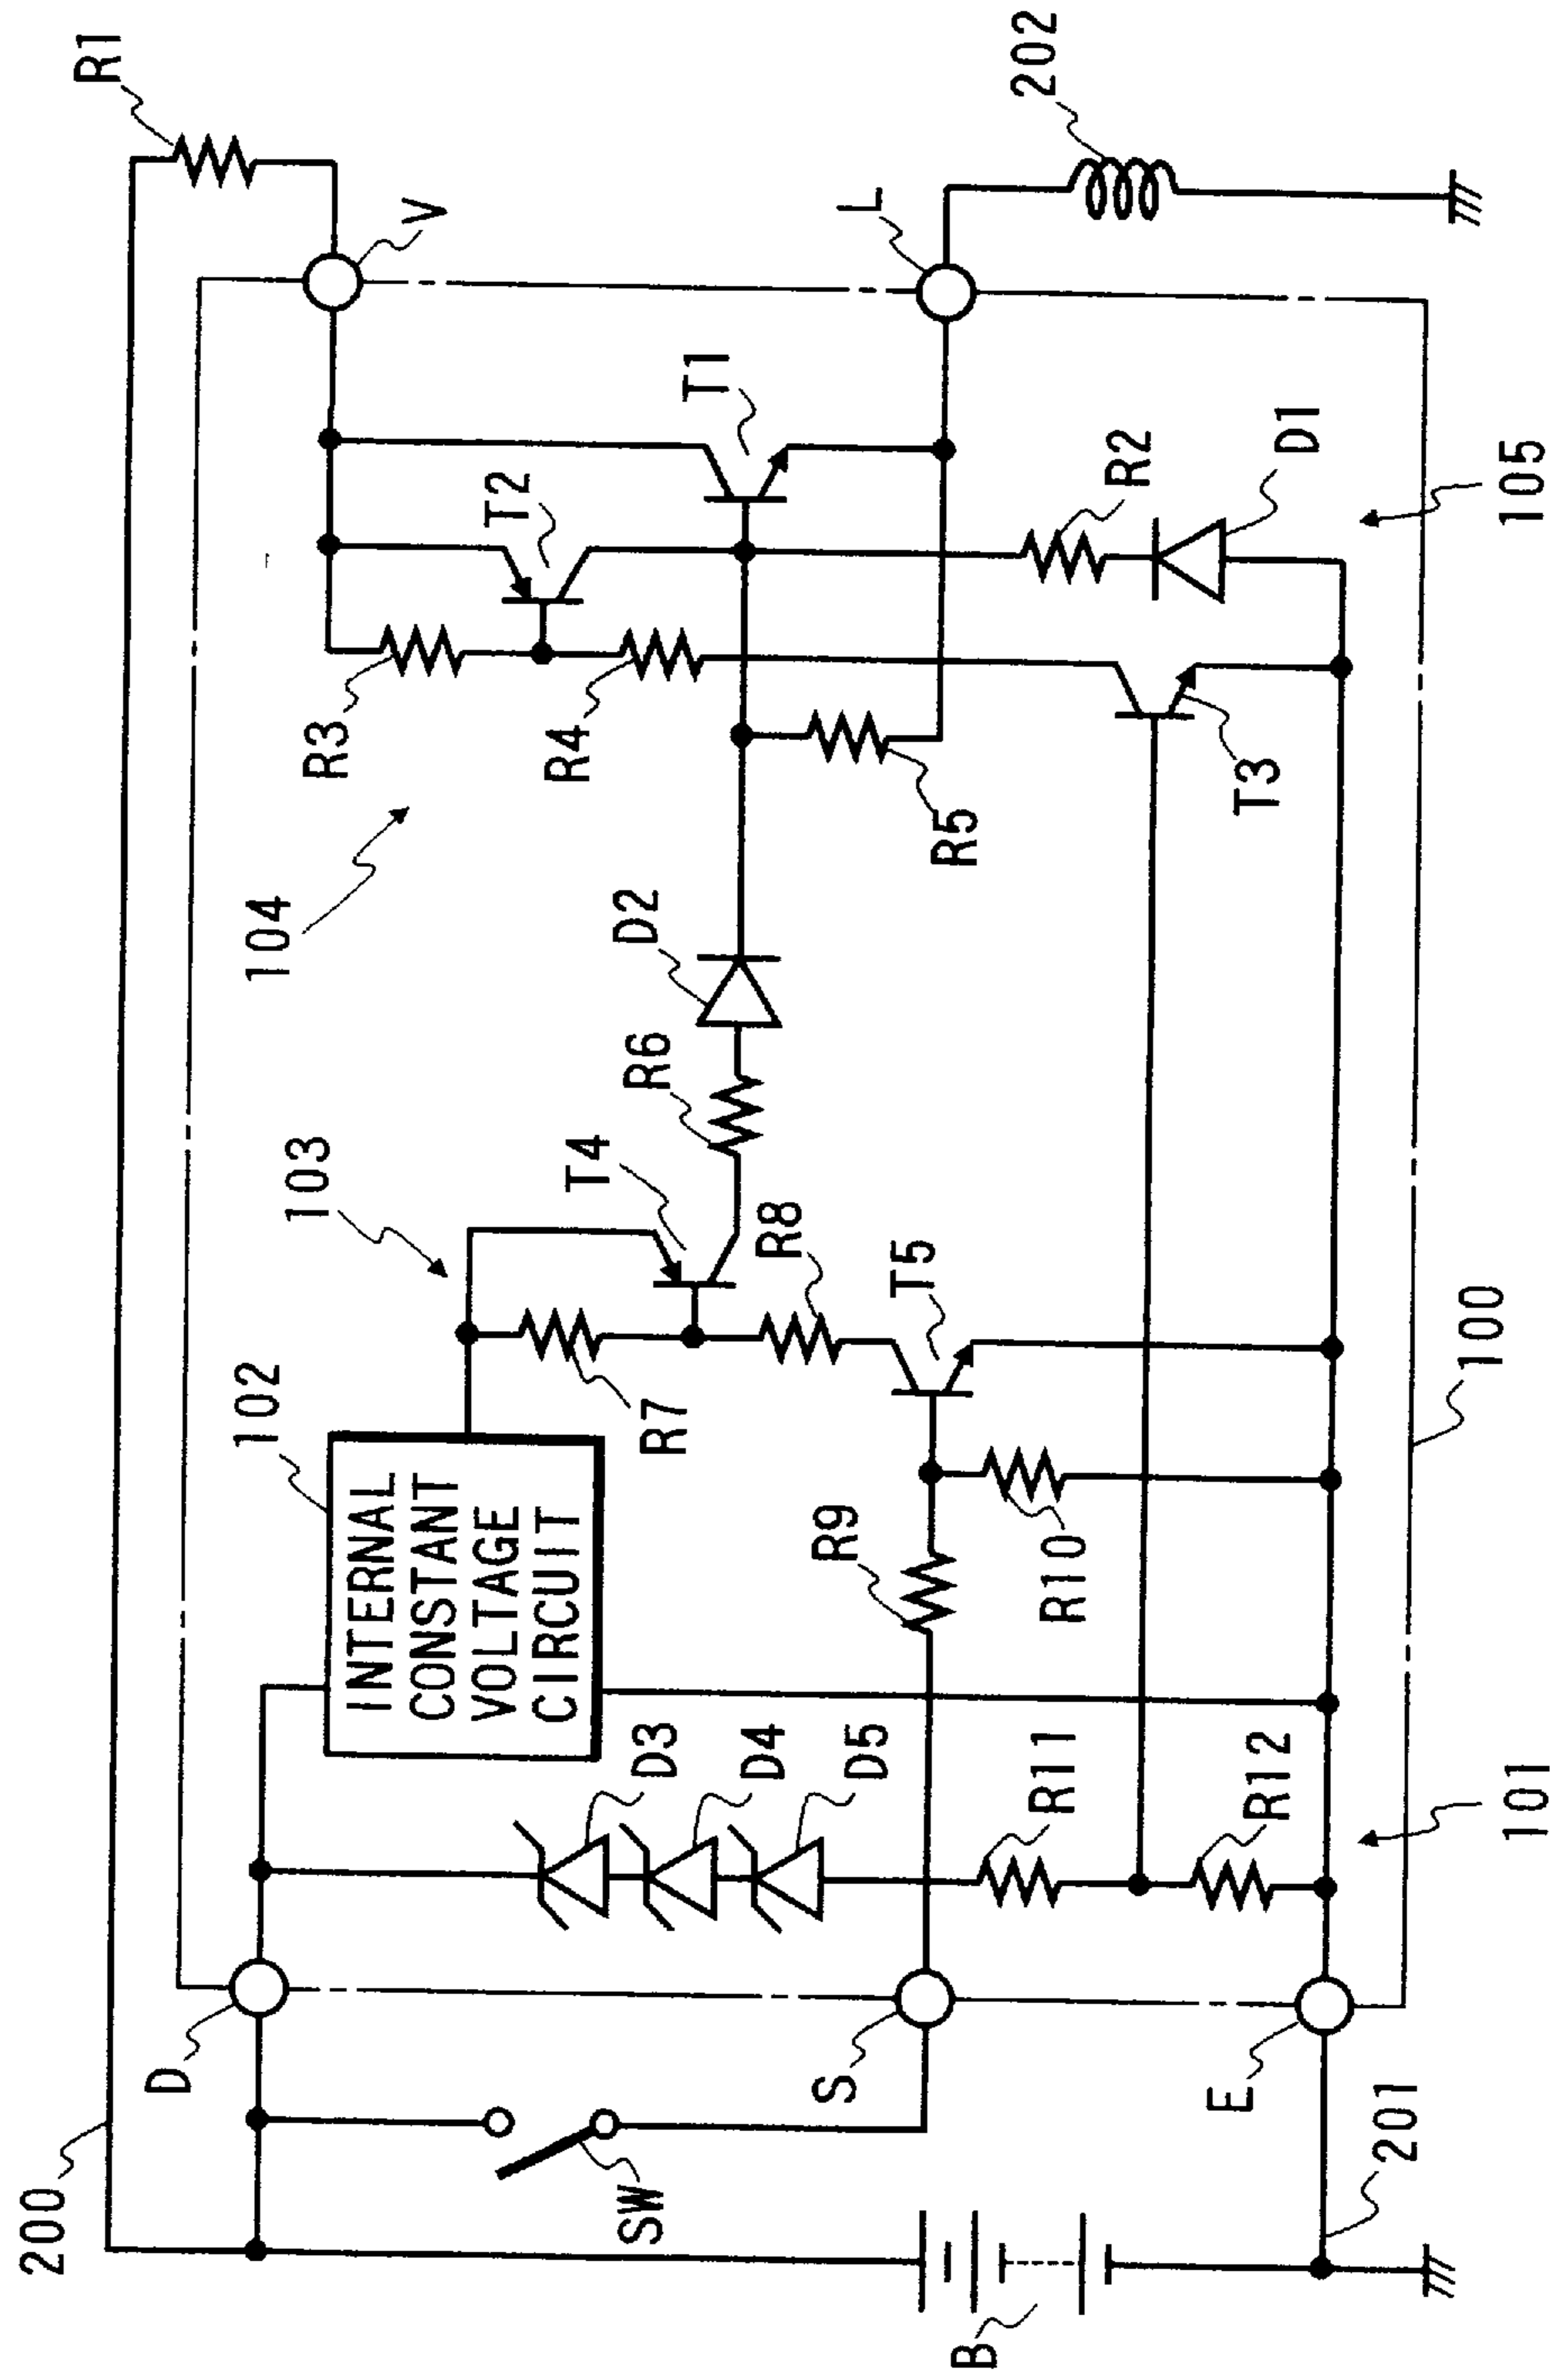 200
R1
V
D
102
INTERNAL
CONSTANT
VOLTAGE
CIRCUIT
103
104
R3
T2
T1
R7
T4
R6
D2
R4
D3
D4
D5
SW
S
R9
R8
T5
R5
L
202
R11
R10
R2
D1
T3
B
R12
E
201
101
100
105